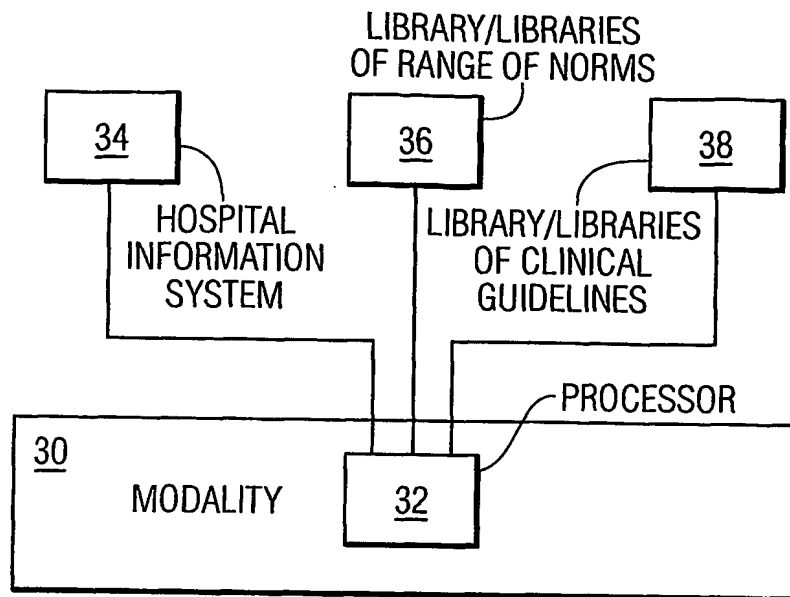 LIBRARY/LIBRARIES
OF RANGE OF NORMS
34
36
38
HOSPITAL
INFORMATION
SYSTEM
LIBRARY/LIBRARIES
OF CLINICAL
GUIDELINES
PROCESSOR
30
MODALITY
32